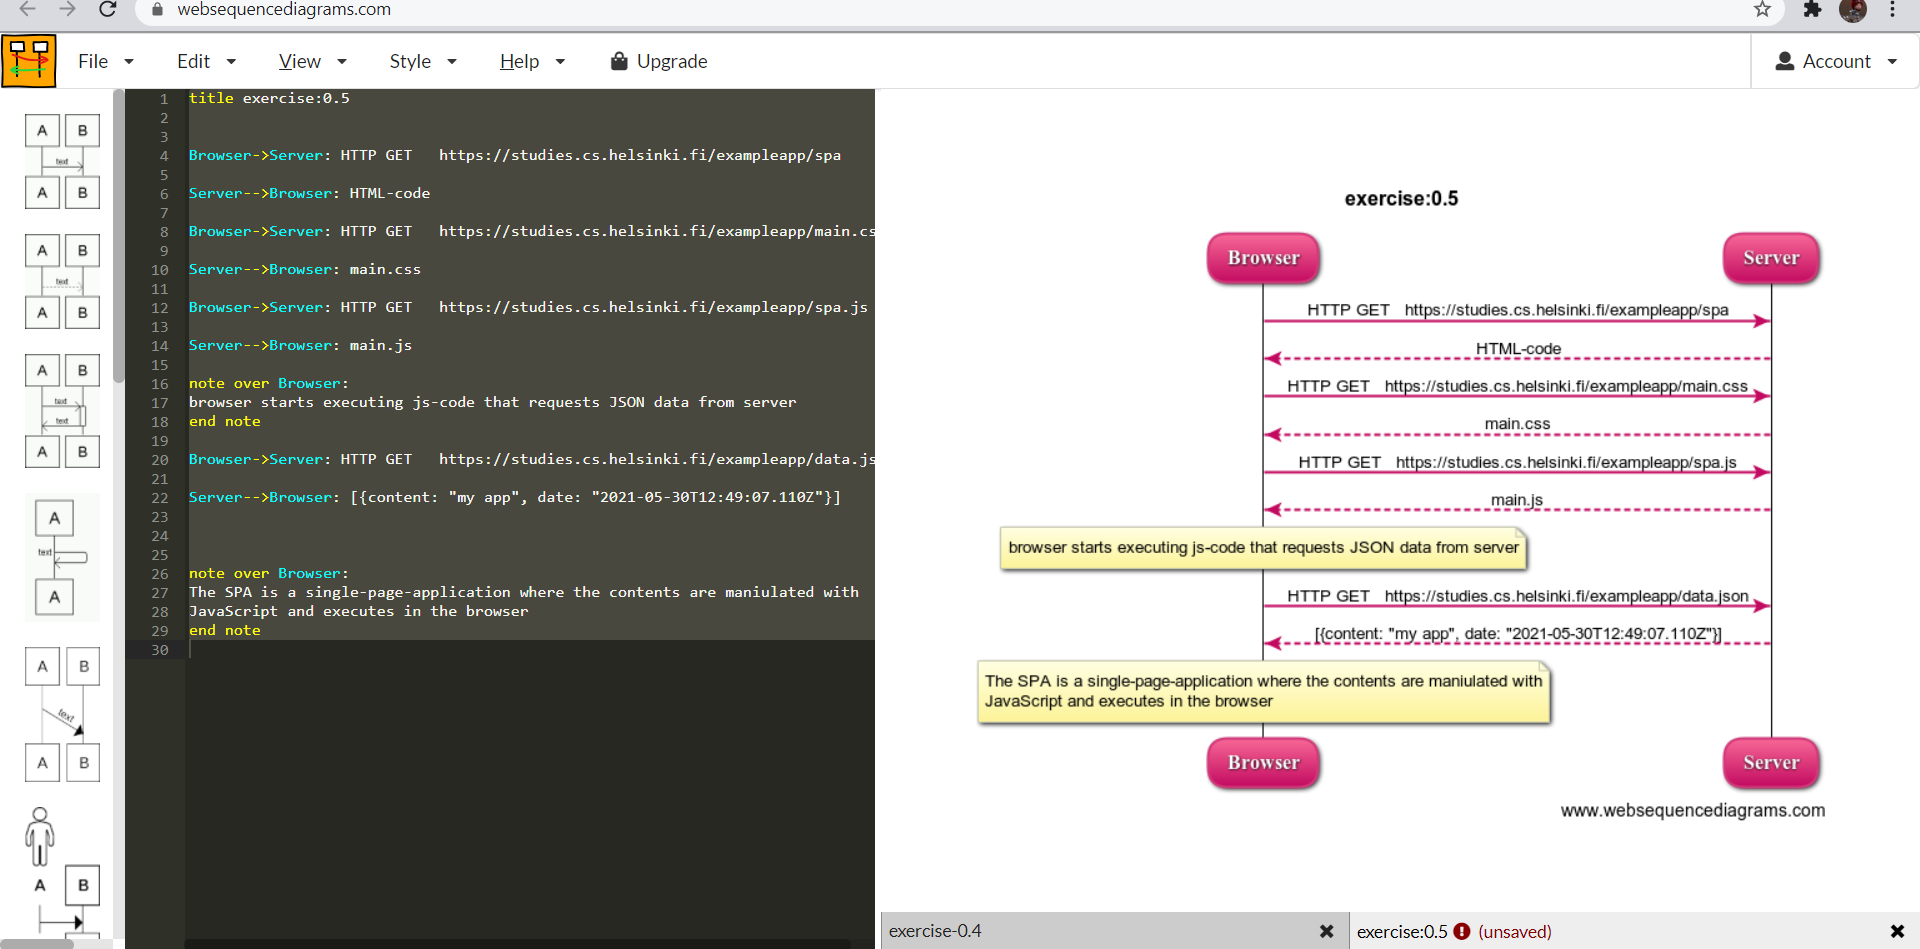 websequencediagrams.com
File Edit View Style Help Upgrade Account
A B
text
A B
A B
text
A B
A B
text
text
A B
A
text
A
A B
text
A B
A B
1 title exercise:0.5
2
3
4 Browser->Server: HTTP GET   https://studies.cs.helsinki.fi/exampleapp/spa
5
6 Server-->Browser: HTML-code
7
8 Browser->Server: HTTP GET   https://studies.cs.helsinki.fi/exampleapp/main.cs
9
10 Server-->Browser: main.css
11
12 Browser->Server: HTTP GET   https://studies.cs.helsinki.fi/exampleapp/spa.js
13
14 Server-->Browser: main.js
15
16 note over Browser:
17 browser starts executing js-code that requests JSON data from server
18 end note
19
20 Browser->Server: HTTP GET   https://studies.cs.helsinki.fi/exampleapp/data.js
21
22 Server-->Browser: [{content: "my app", date: "2021-05-30T12:49:07.110Z"}]
23
24
25
26 note over Browser:
27 The SPA is a single-page-application where the contents are maniulated with
28 JavaScript and executes in the browser
29 end note
30
exercise:0.5
Browser Server
HTTP GET   https://studies.cs.helsinki.fi/exampleapp/spa
HTML-code
HTTP GET   https://studies.cs.helsinki.fi/exampleapp/main.css
main.css
HTTP GET   https://studies.cs.helsinki.fi/exampleapp/spa.js
main.js
browser starts executing js-code that requests JSON data from server
HTTP GET   https://studies.cs.helsinki.fi/exampleapp/data.json
[{content: "my app", date: "2021-05-30T12:49:07.110Z"}]
The SPA is a single-page-application where the contents are maniulated with
JavaScript and executes in the browser
Browser Server
www.websequencediagrams.com
exercise-0.4
exercise:0.5 (unsaved)